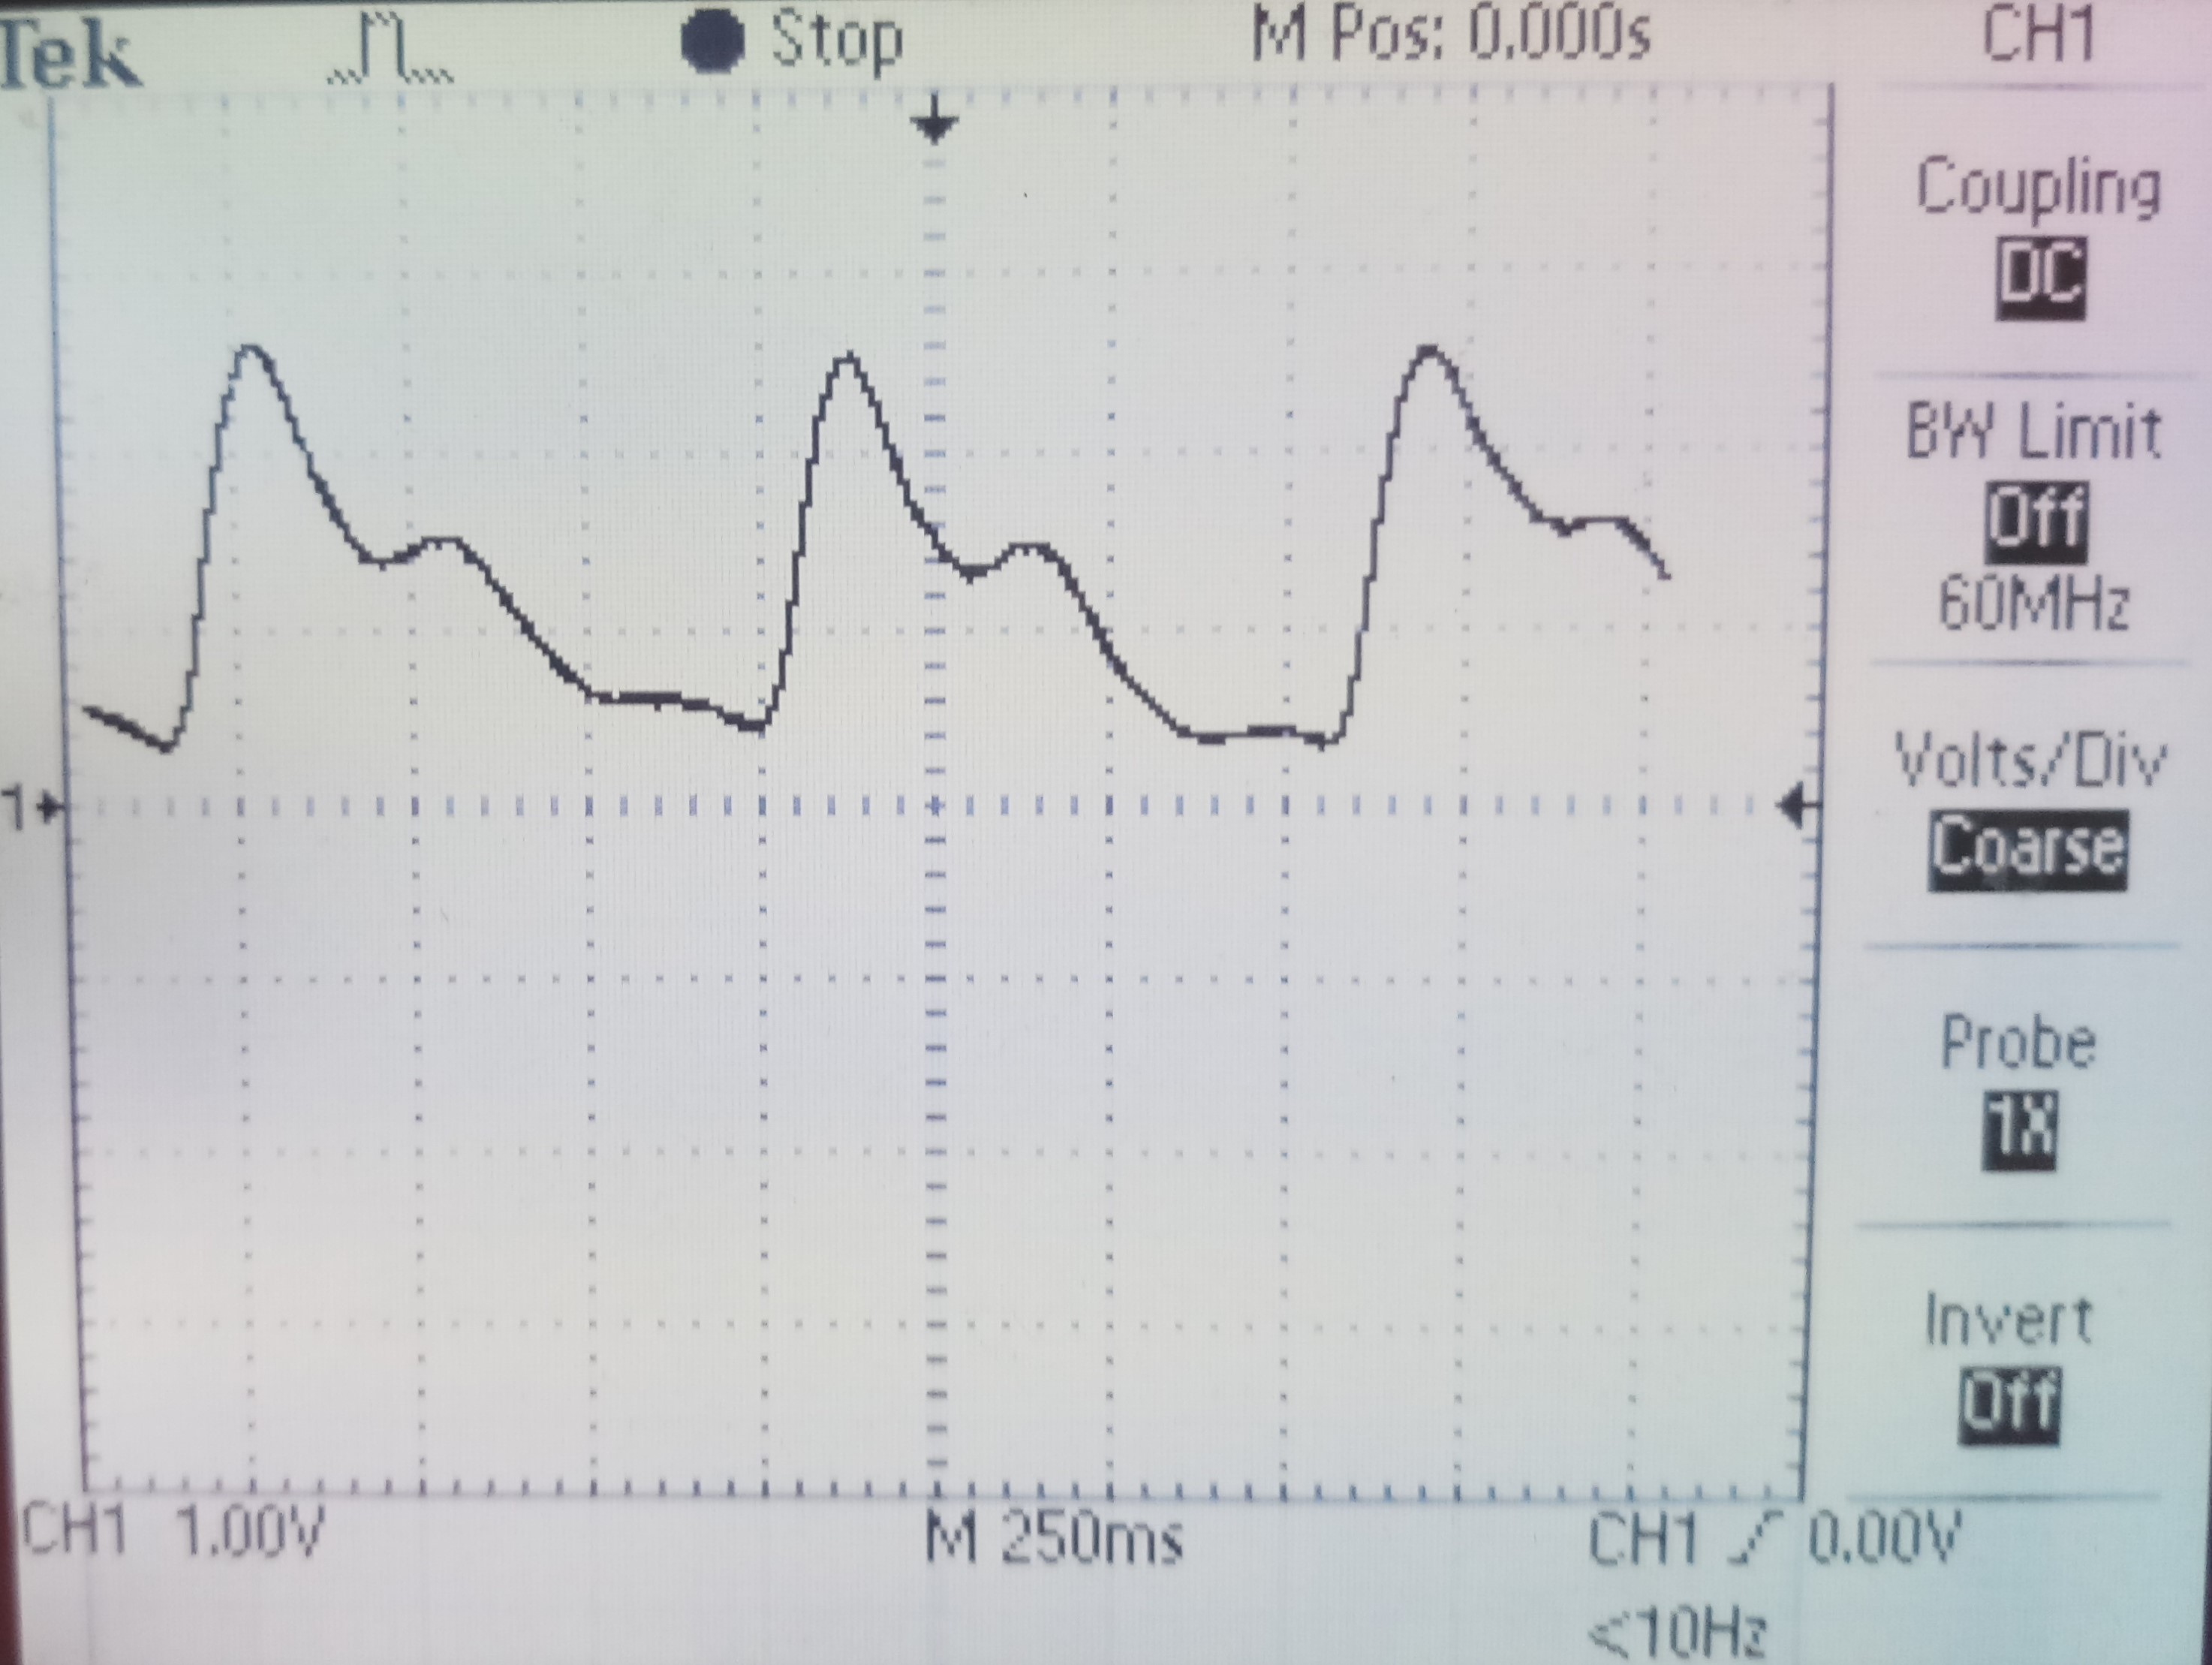 Tek Stop M Pos: 0.000s CH1
Coupling
DC
BW Limit
Off
60MHz
Volts/Div
Coarse
Probe
1X
Invert
Off
1
CH1 1.00V M 250ms CH1 0.00V
<10Hz